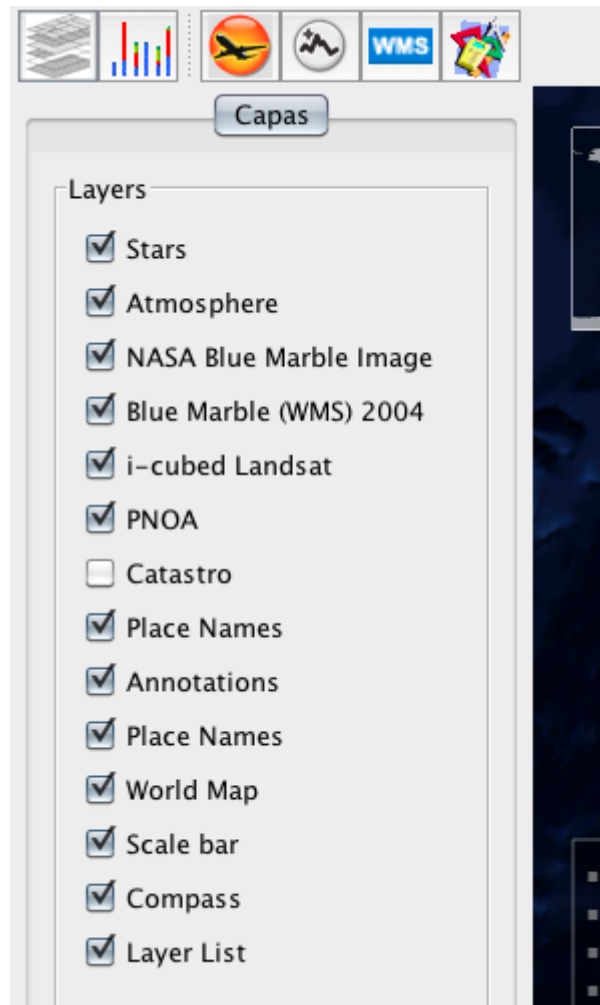 WMS
Capas
Layers
Stars
Atmosphere
NASA Blue Marble Image
Blue Marble (WMS) 2004
i-cubed Landsat
PNOA
Catastro
Place Names
Annotations
Place Names
World Map
Scale bar
Compass
Layer List